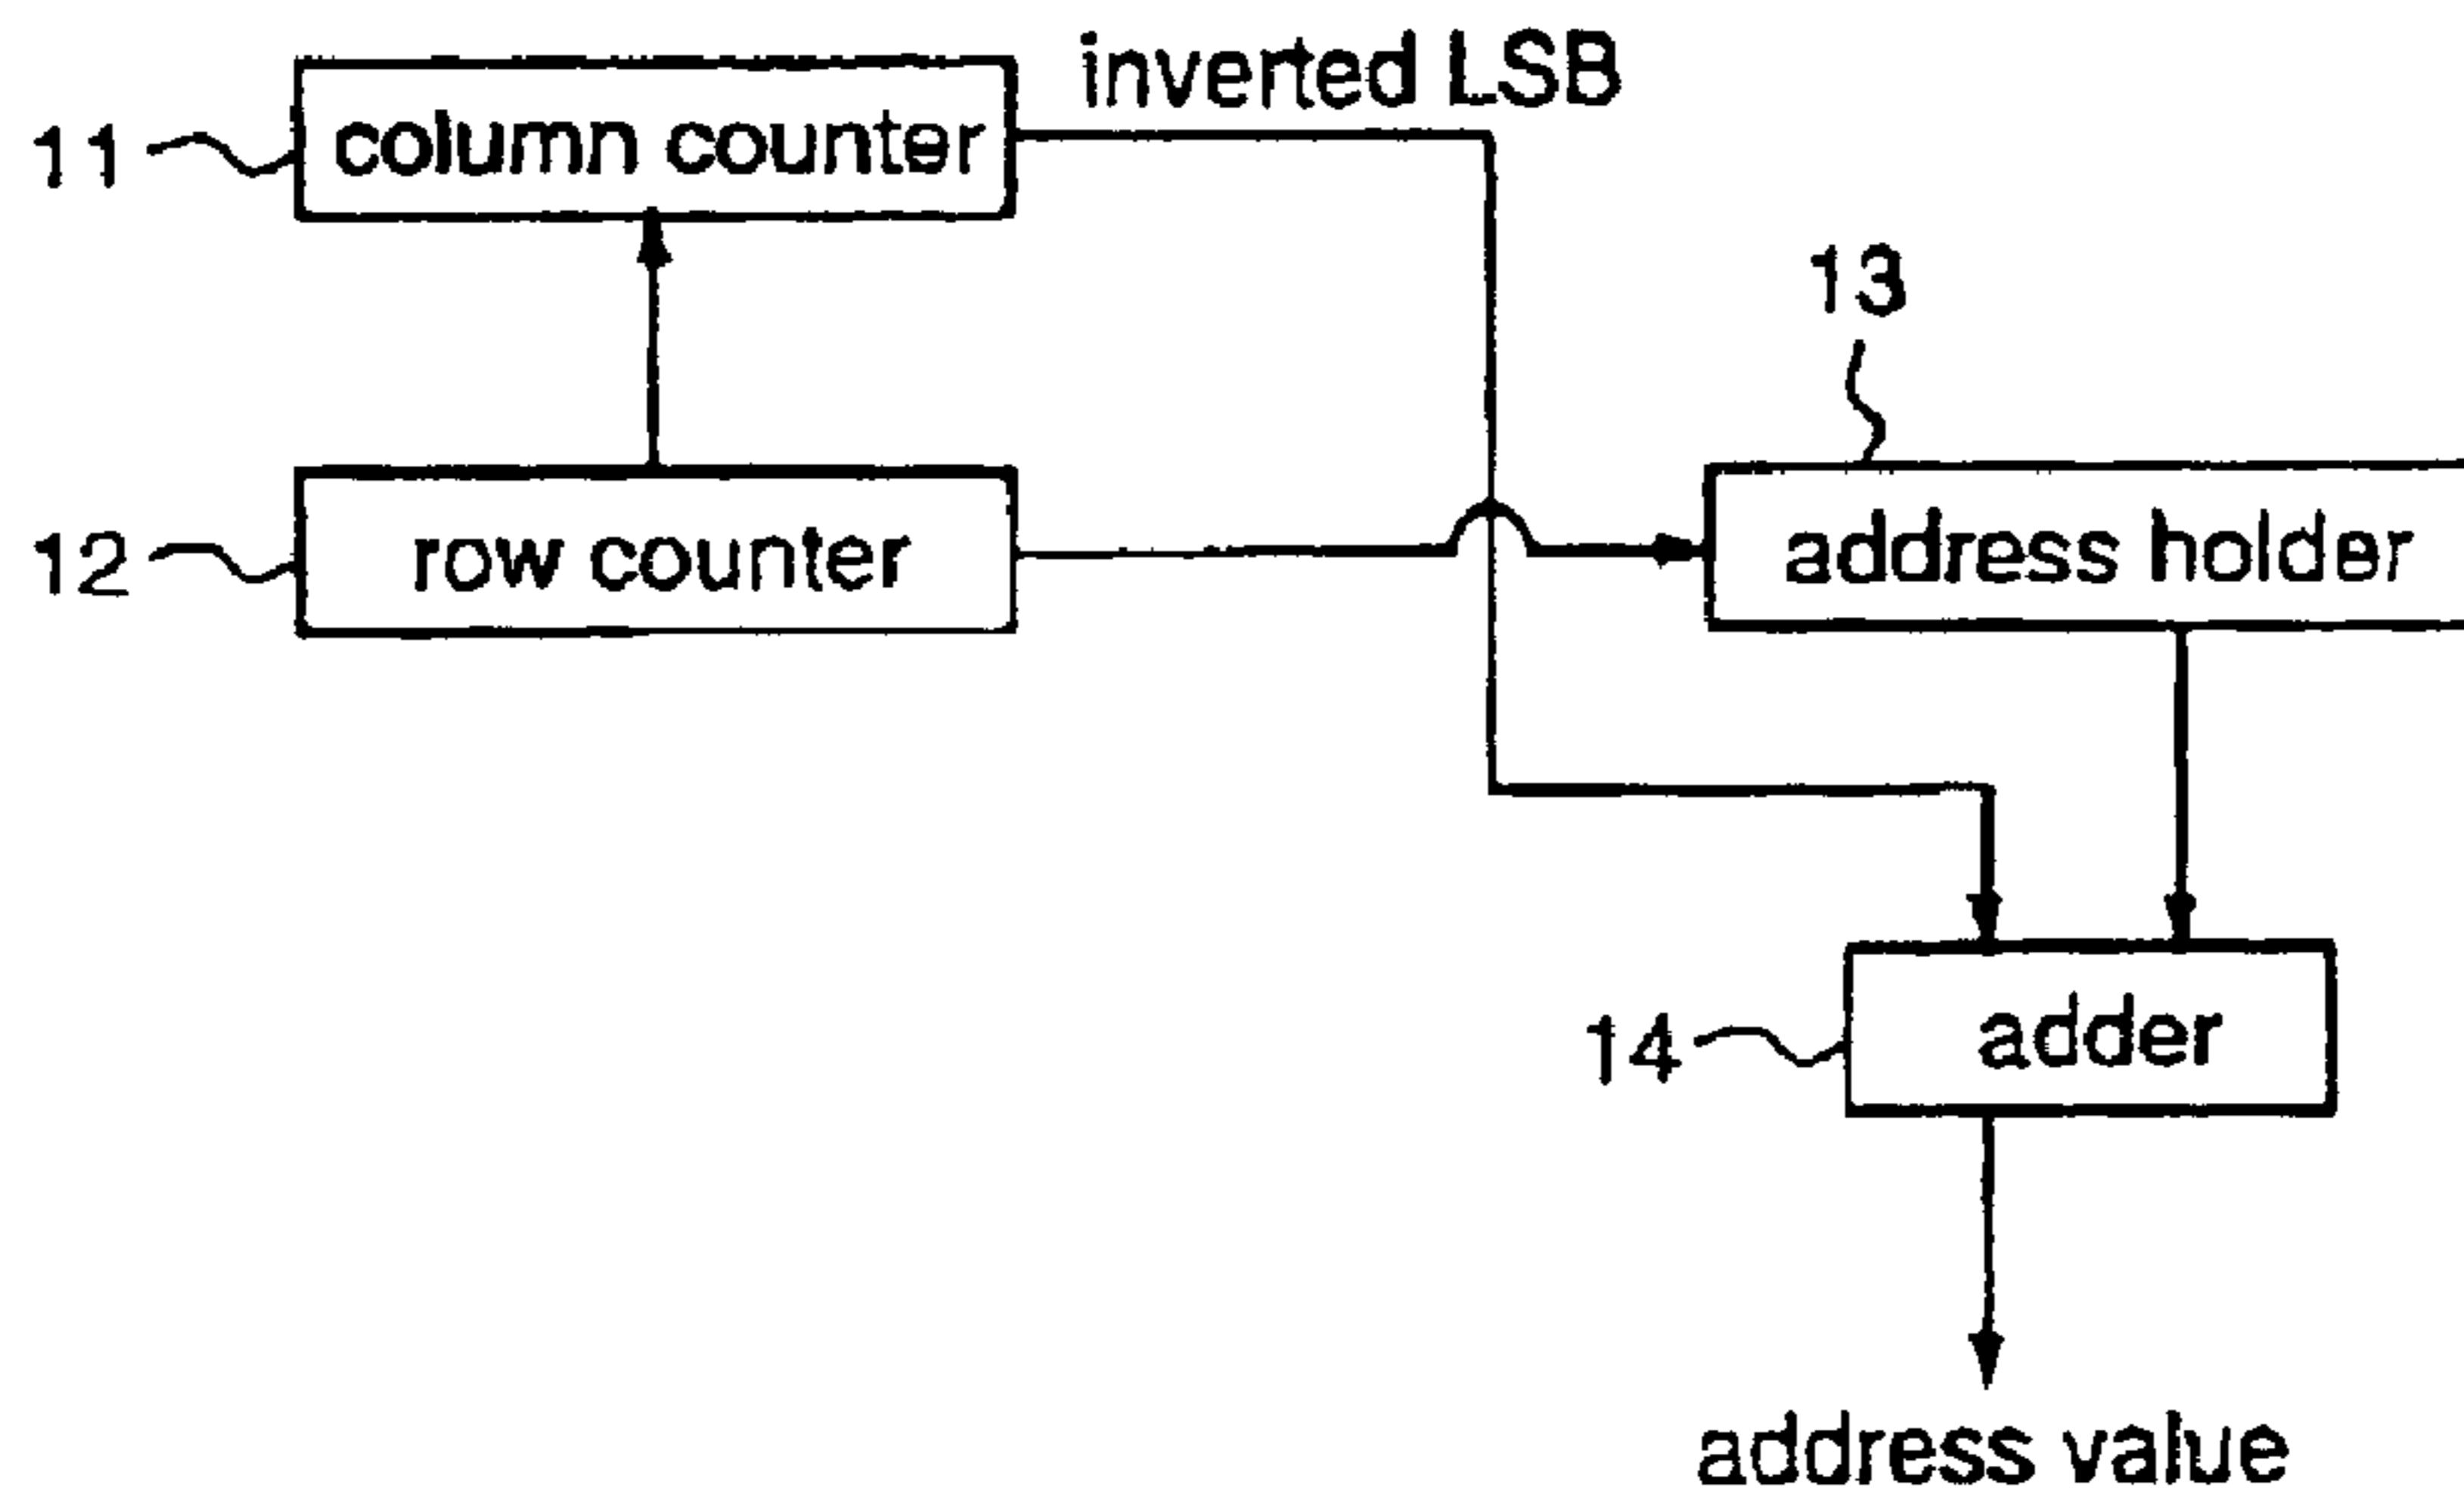 inverted LSB
11 column counter
13
12 row counter
address holder
14 adder
address value